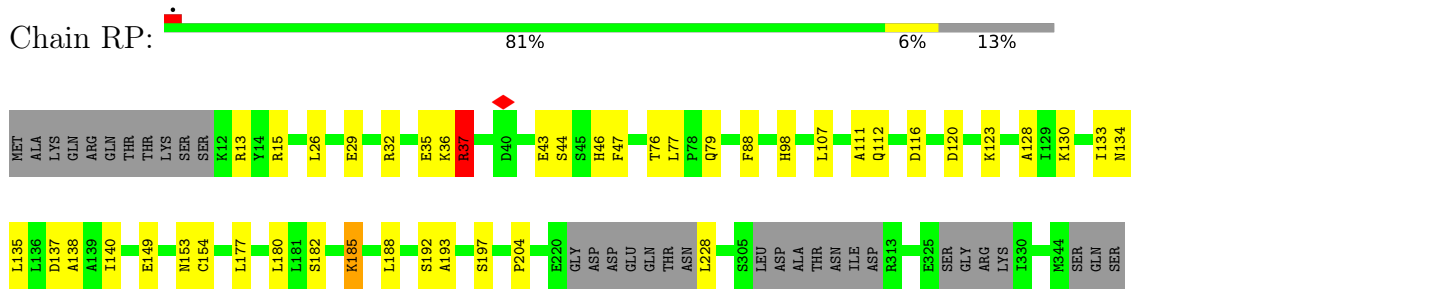 Chain RP:
81% 6% 13%
MET ALA LYS GLN ARG GLN THR THR LYS SER SER K12 R13 Y14 R15 L26 E29 R32 E35 K36 R37 D40 E43 S44 S45 H46 F47 T76 L77 P78 Q79 F88 H98 L107 A111 Q112 D116 D120 K123 A128 I129 K130 I133 N134
L135 L136 D137 A138 A139 I140 E149 N153 C154 L177 L180 L181 S182 K185 L188 S192 A193 S197 P204 E220 GLY ASP ASP GLU GLN THR ASN L228 S305 LEU ASP ALA THR ASN ILE ASP R313 E325 SER GLY ARG LYS I330 M344 SER GLN SER